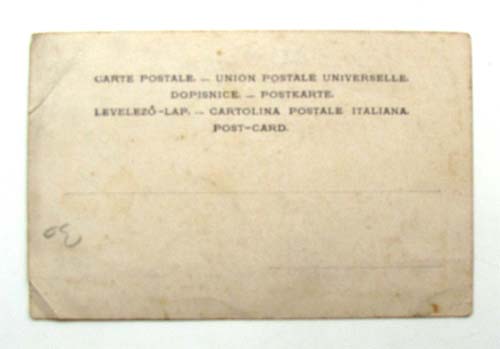 CARTE POSTALE. — UNION POSTALE UNIVERSELLE.
DOPISNICE. — POSTKARTE.
LEVELEZŐ-LAP. — CARTOLINA POSTALE ITALIANA.
POST-CARD.